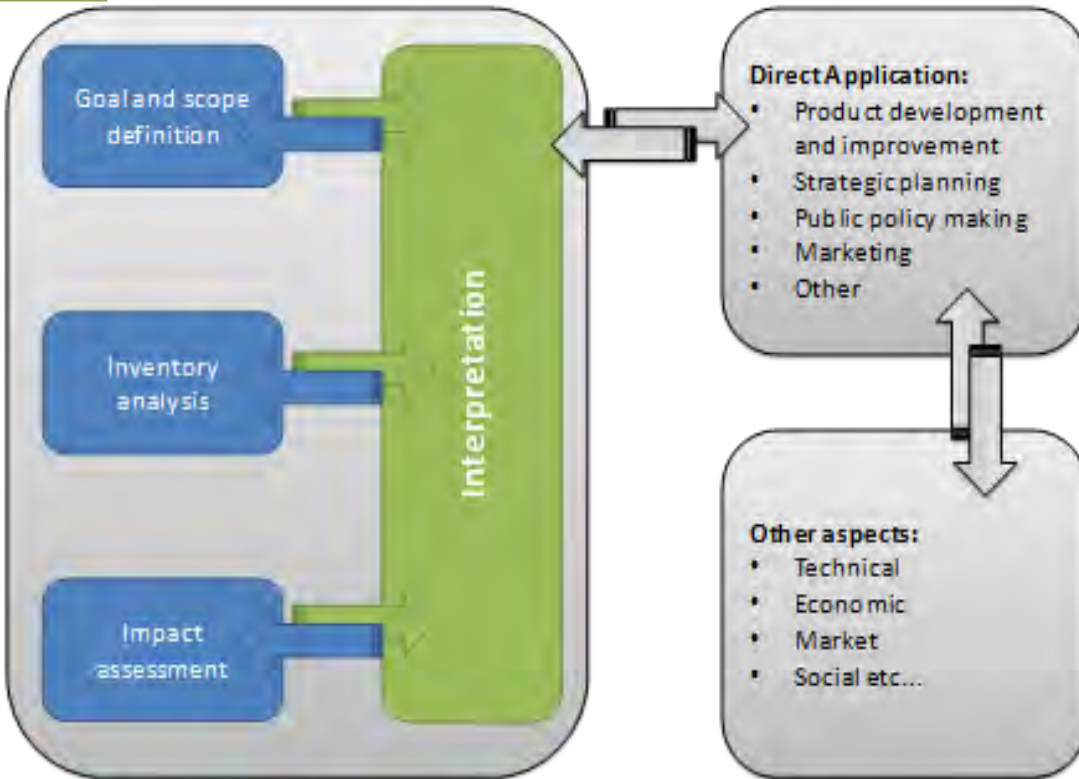 Goal and scope
definition
Inventory
analysis
Impact
assessment
Interpretation
Direct Application:
• Product development
and improvement
• Strategic planning
• Public policy making
• Marketing
• Other
Other aspects:
• Technical
• Economic
• Market
• Social etc...